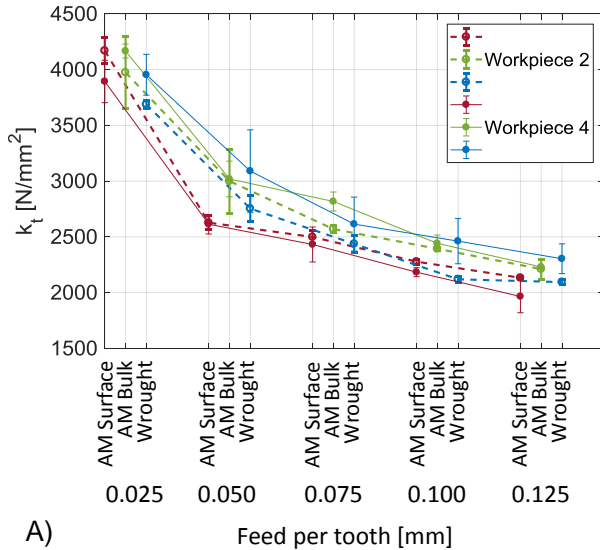 4500
4000
3500
3000
2500
2000
1500
k_t [N/mm²]
Workpiece 2
Workpiece 4
AM Surface
AM Bulk
Wrought
AM Surface
AM Bulk
Wrought
AM Surface
AM Bulk
Wrought
AM Surface
AM Bulk
Wrought
AM Surface
AM Bulk
Wrought
0.025 0.050 0.075 0.100 0.125
A) Feed per tooth [mm]